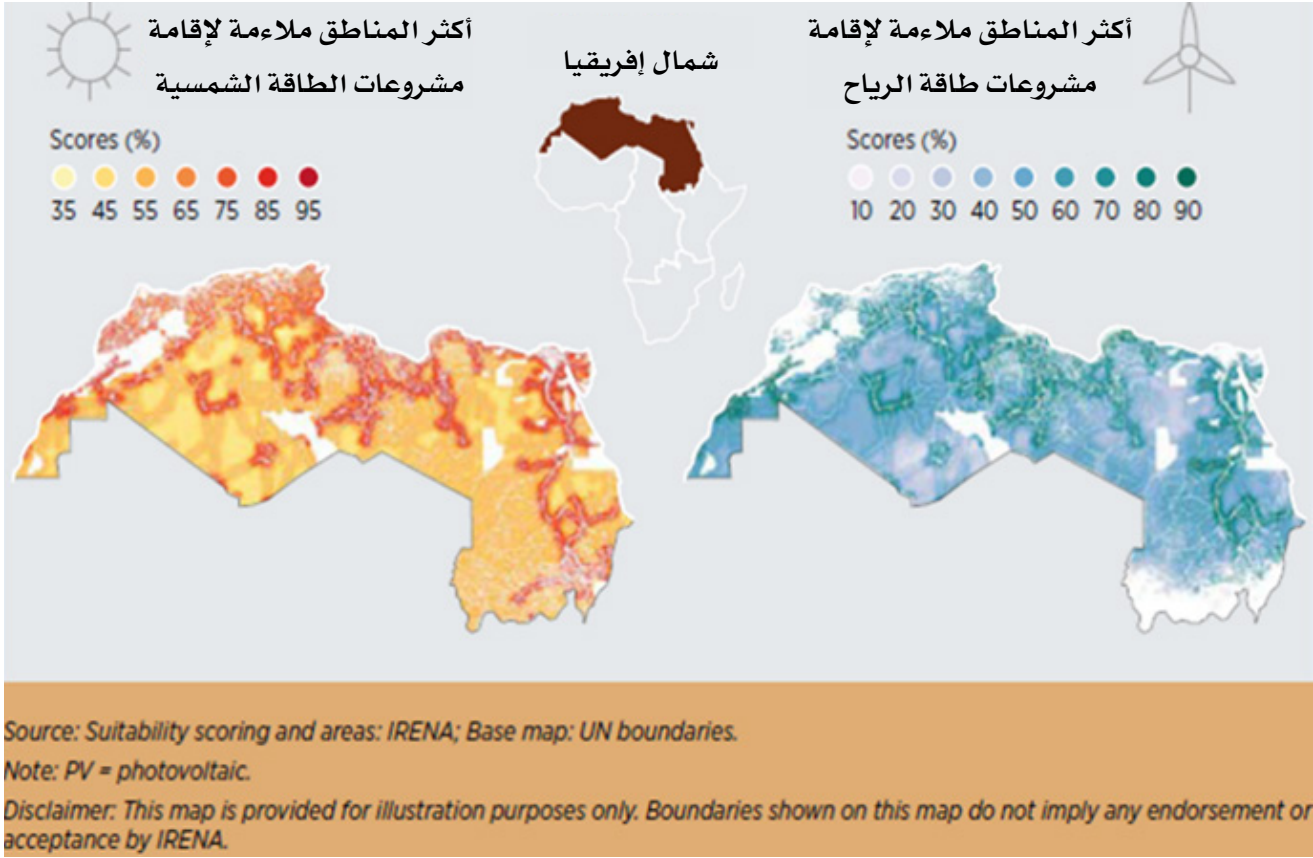 أكثر المناطق ملاءمة لإقامة
مشروعات الطاقة الشمسية
Scores (%)
35 45 55 65 75 85 95
شمال إفريقيا
أكثر المناطق ملاءمة لإقامة
مشروعات طاقة الرياح
Scores (%)
10 20 30 40 50 60 70 80 90
Source: Suitability scoring and areas: IRENA; Base map: UN boundaries.
Note: PV = photovoltaic.
Disclaimer: This map is provided for illustration purposes only. Boundaries shown on this map do not imply any endorsement or
acceptance by IRENA.